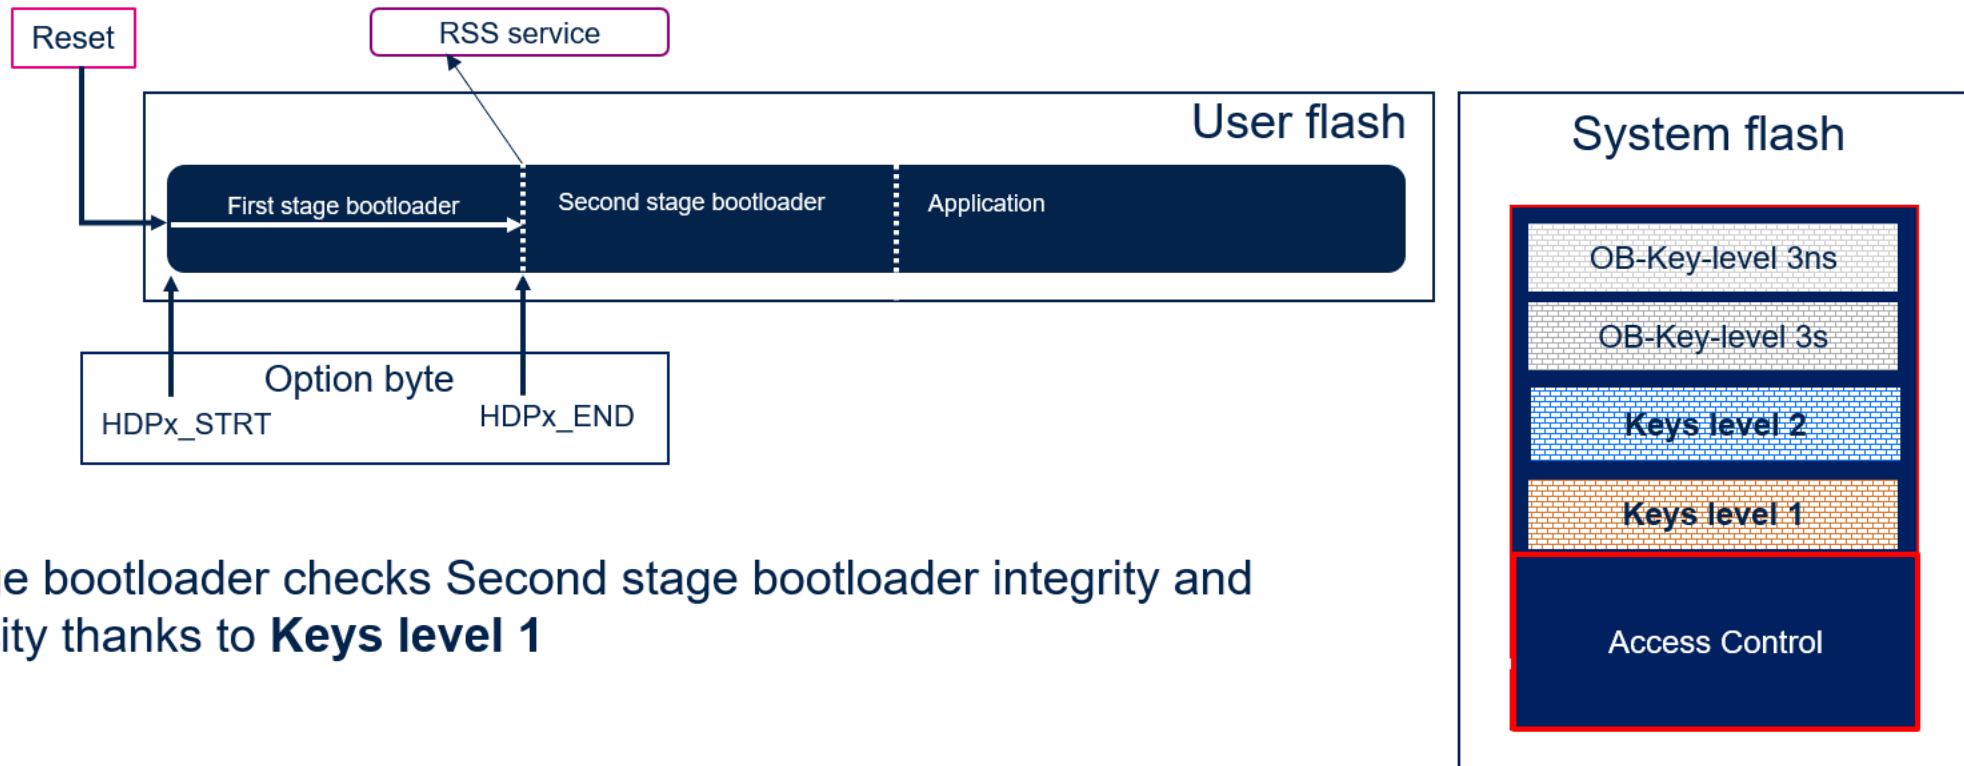 Reset
RSS service
User flash
First stage bootloader
Second stage bootloader
Application
Option byte
HDPx_STRT
HDPx_END
System flash
OB-Key-level 3ns
OB-Key-level 3s
Keys level 2
Keys level 1
Access Control
e bootloader checks Second stage bootloader integrity and
ity thanks to Keys level 1